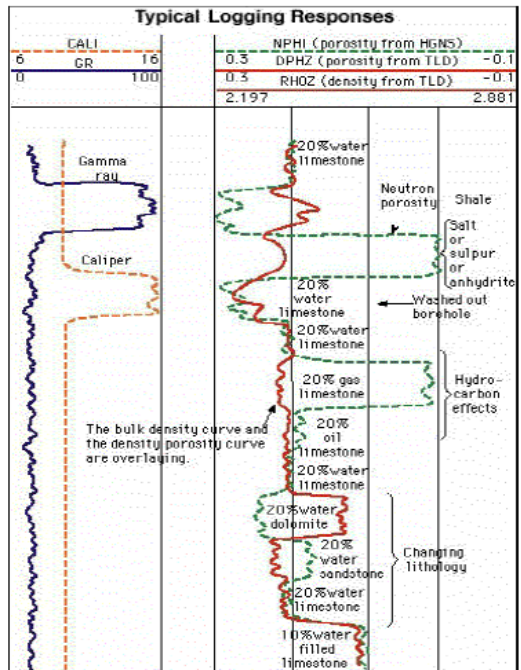 Typical Logging Responses
CALI
NPHI (porosity from HGNS)
6 16
0.3 DPHZ (porosity from TLD) -0.1
GR
0.3 RHOZ (density from TLD) -0.1
0 100
2.197 2.881
20%water
limestone
Gamma
ray
Neutron
porosity
Shale
Salt
or
sulpur
or
anhydrite
Caliper
20%
water
limestone
Washed out
borehole
20%water
limestone
20% gas
limestone
Hydro-
carbon
effects
The bulk density curve and
the density porosity curve
are overlaying.
20%
oil
limestone
20%water
limestone
20%water
dolomite
20%
water
sandstone
Changing
lithology
20%water
limestone
10%water
filled
limestone